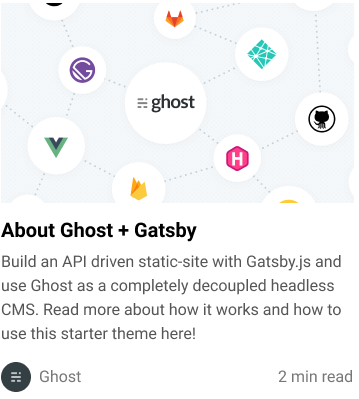 ghost
About Ghost + Gatsby
Build an API driven static-site with Gatsby.js and
use Ghost as a completely decoupled headless
CMS. Read more about how it works and how to
use this starter theme here!
Ghost
2 min read